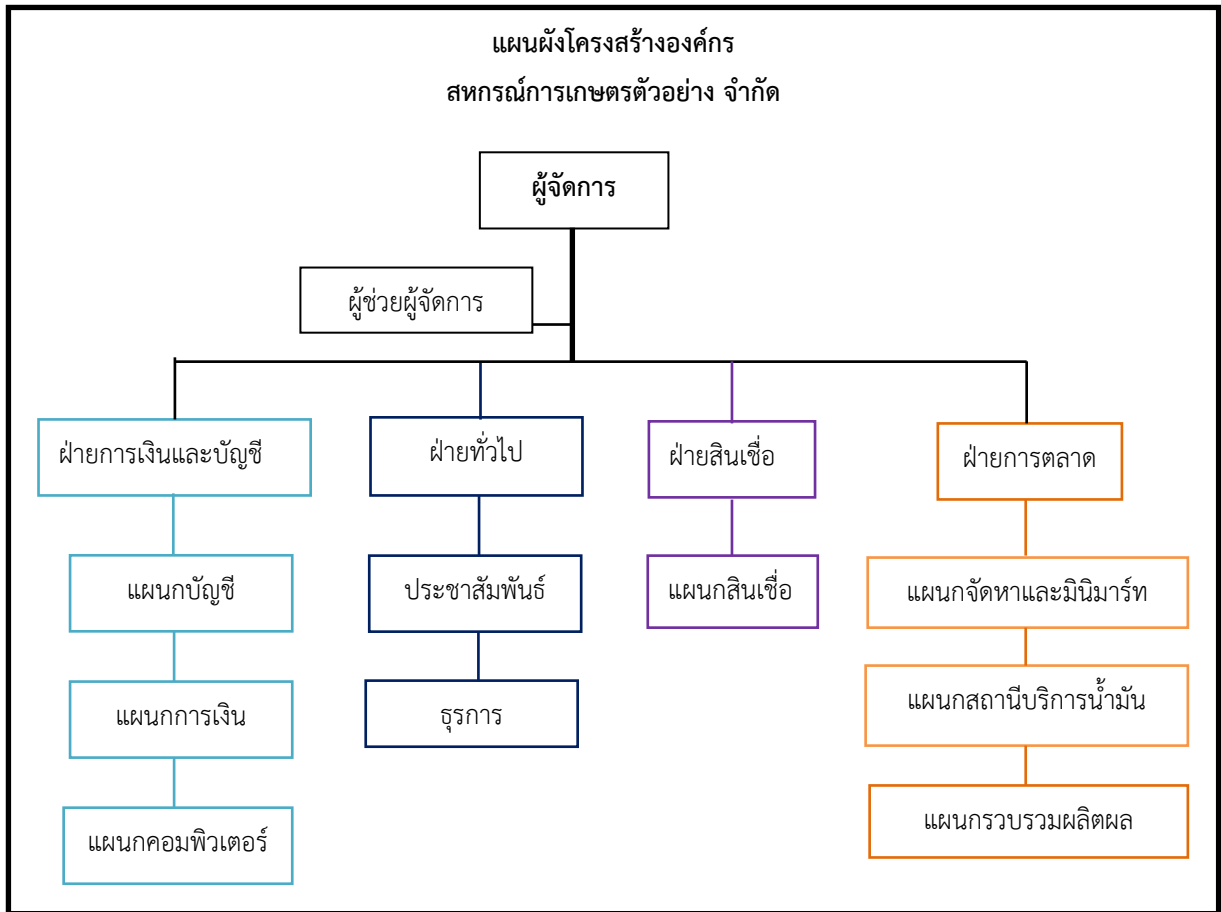 แผนผังโครงสร้างองค์กร
สหกรณ์การเกษตรตัวอย่าง จำกัด
ผู้จัดการ
ผู้ช่วยผู้จัดการ
ฝ่ายการเงินและบัญชี
ฝ่ายทั่วไป
ฝ่ายสินเชื่อ
ฝ่ายการตลาด
แผนกบัญชี
ประชาสัมพันธ์
แผนกสินเชื่อ
แผนกจัดหาและมินิมาร์ท
แผนกการเงิน
ธุรการ
แผนกสถานีบริการน้ำมัน
แผนกคอมพิวเตอร์
แผนกรวบรวมผลิตผล